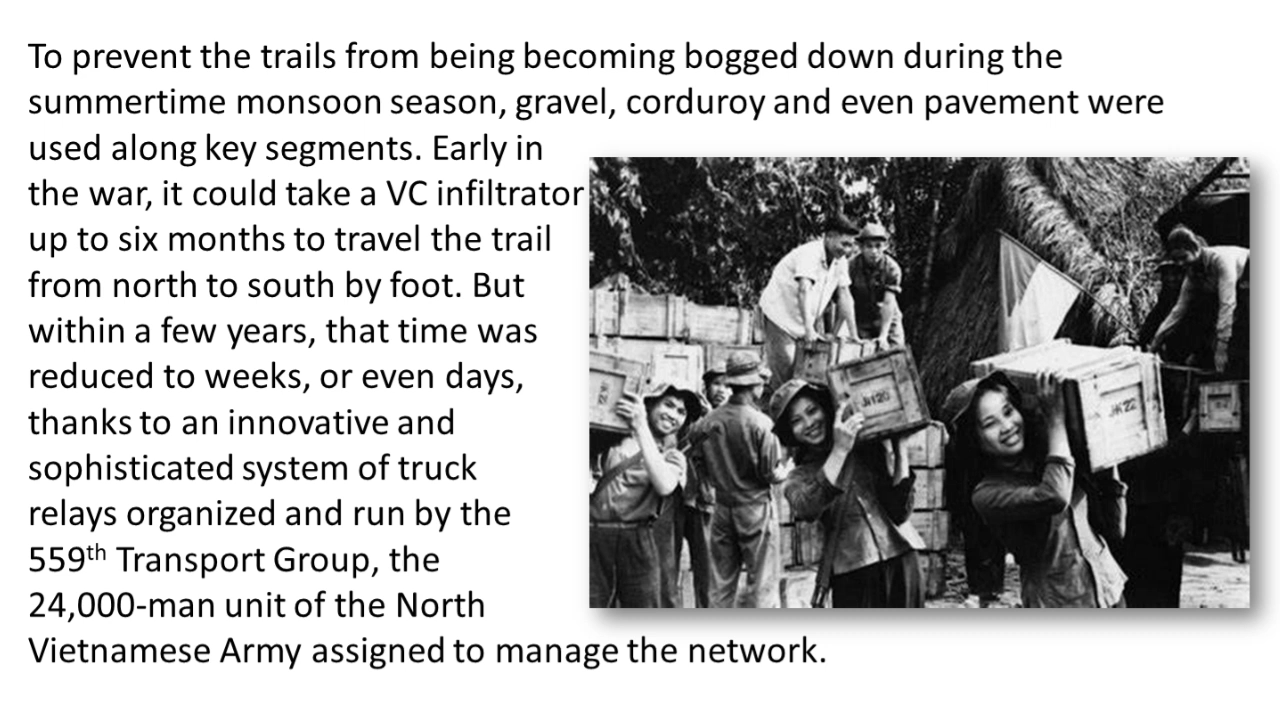 To prevent the trails from being becoming bogged down during the
summertime monsoon season, gravel, corduroy and even pavement were
used along key segments. Early in
the war, it could take a VC infiltrator
up to six months to travel the trail
from north to south by foot. But
within a few years, that time was
reduced to weeks, or even days,
thanks to an innovative and
sophisticated system of truck
relays organized and run by the
559th Transport Group, the
24,000-man unit of the North
Vietnamese Army assigned to manage the network.